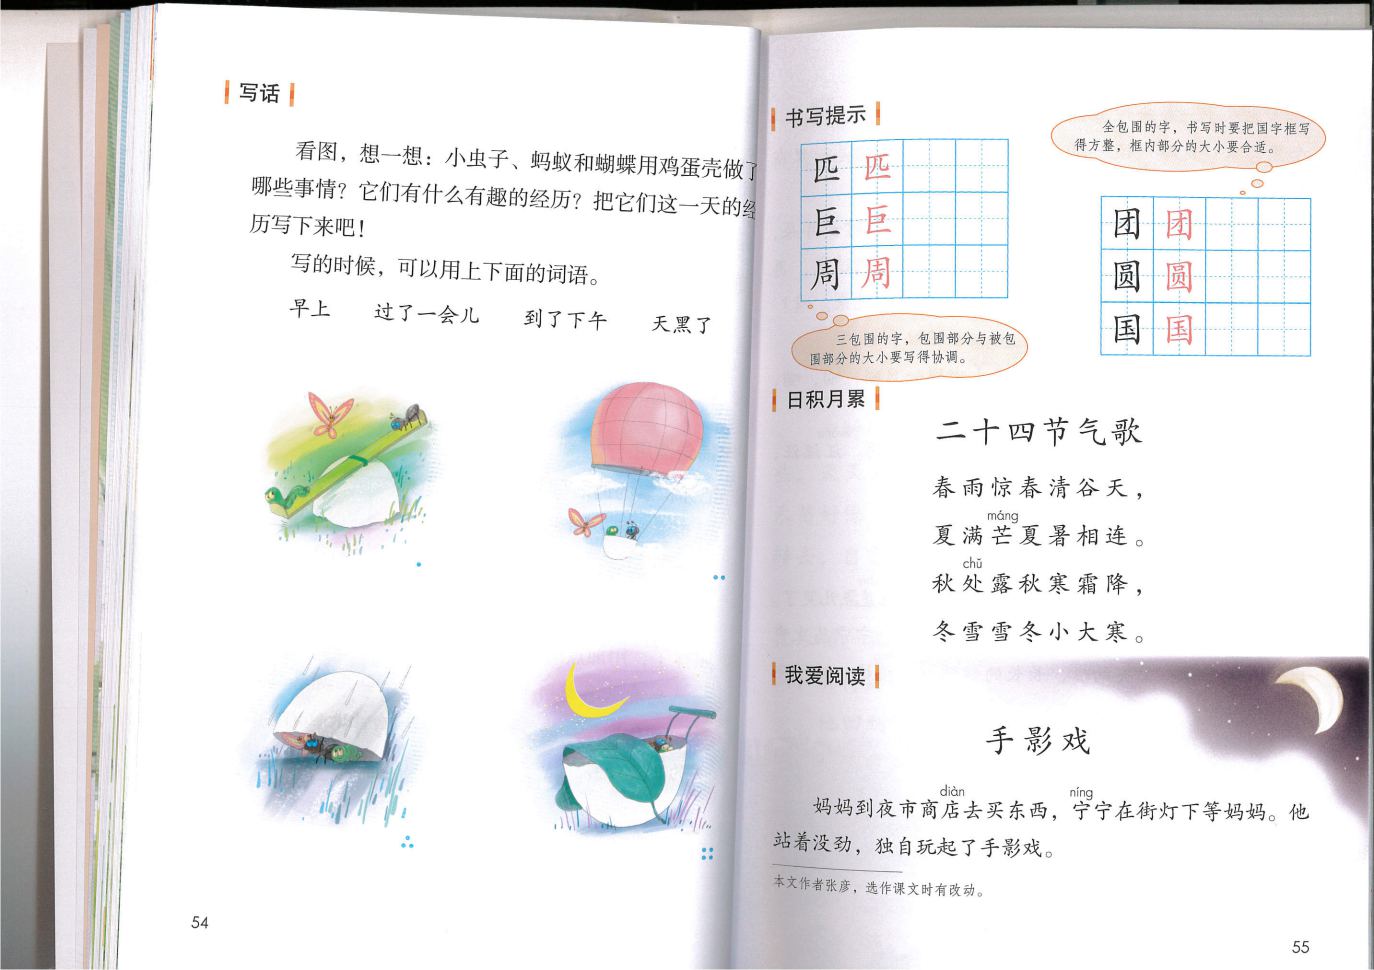 写话
看图，想一想：小虫子、蚂蚁和蝴蝶用鸡蛋壳做了
哪些事情？它们有什么有趣的经历？把它们这一天的经
历写下来吧！
写的时候，可以用上下面的词语。
早上 过了一会儿 到了下午 天黑了
54
书写提示
全包围的字，书写时要把国字框写
得方整，框内部分的大小要合适。
匹 匹
巨 巨
周 周
团 团
圆 圆
国 国
三包围的字，包围部分与被包
围部分的大小要写得协调。
日积月累
二十四节气歌
春雨惊春清谷天，
máng
夏满芒夏暑相连。
chǔ
秋处露秋寒霜降，
冬雪雪冬小大寒。
我爱阅读
手影戏
diàn níng
妈妈到夜市商店去买东西，宁宁在街灯下等妈妈。他
站着没劲，独自玩起了手影戏。
本文作者张彦，选作课文时有改动。
55